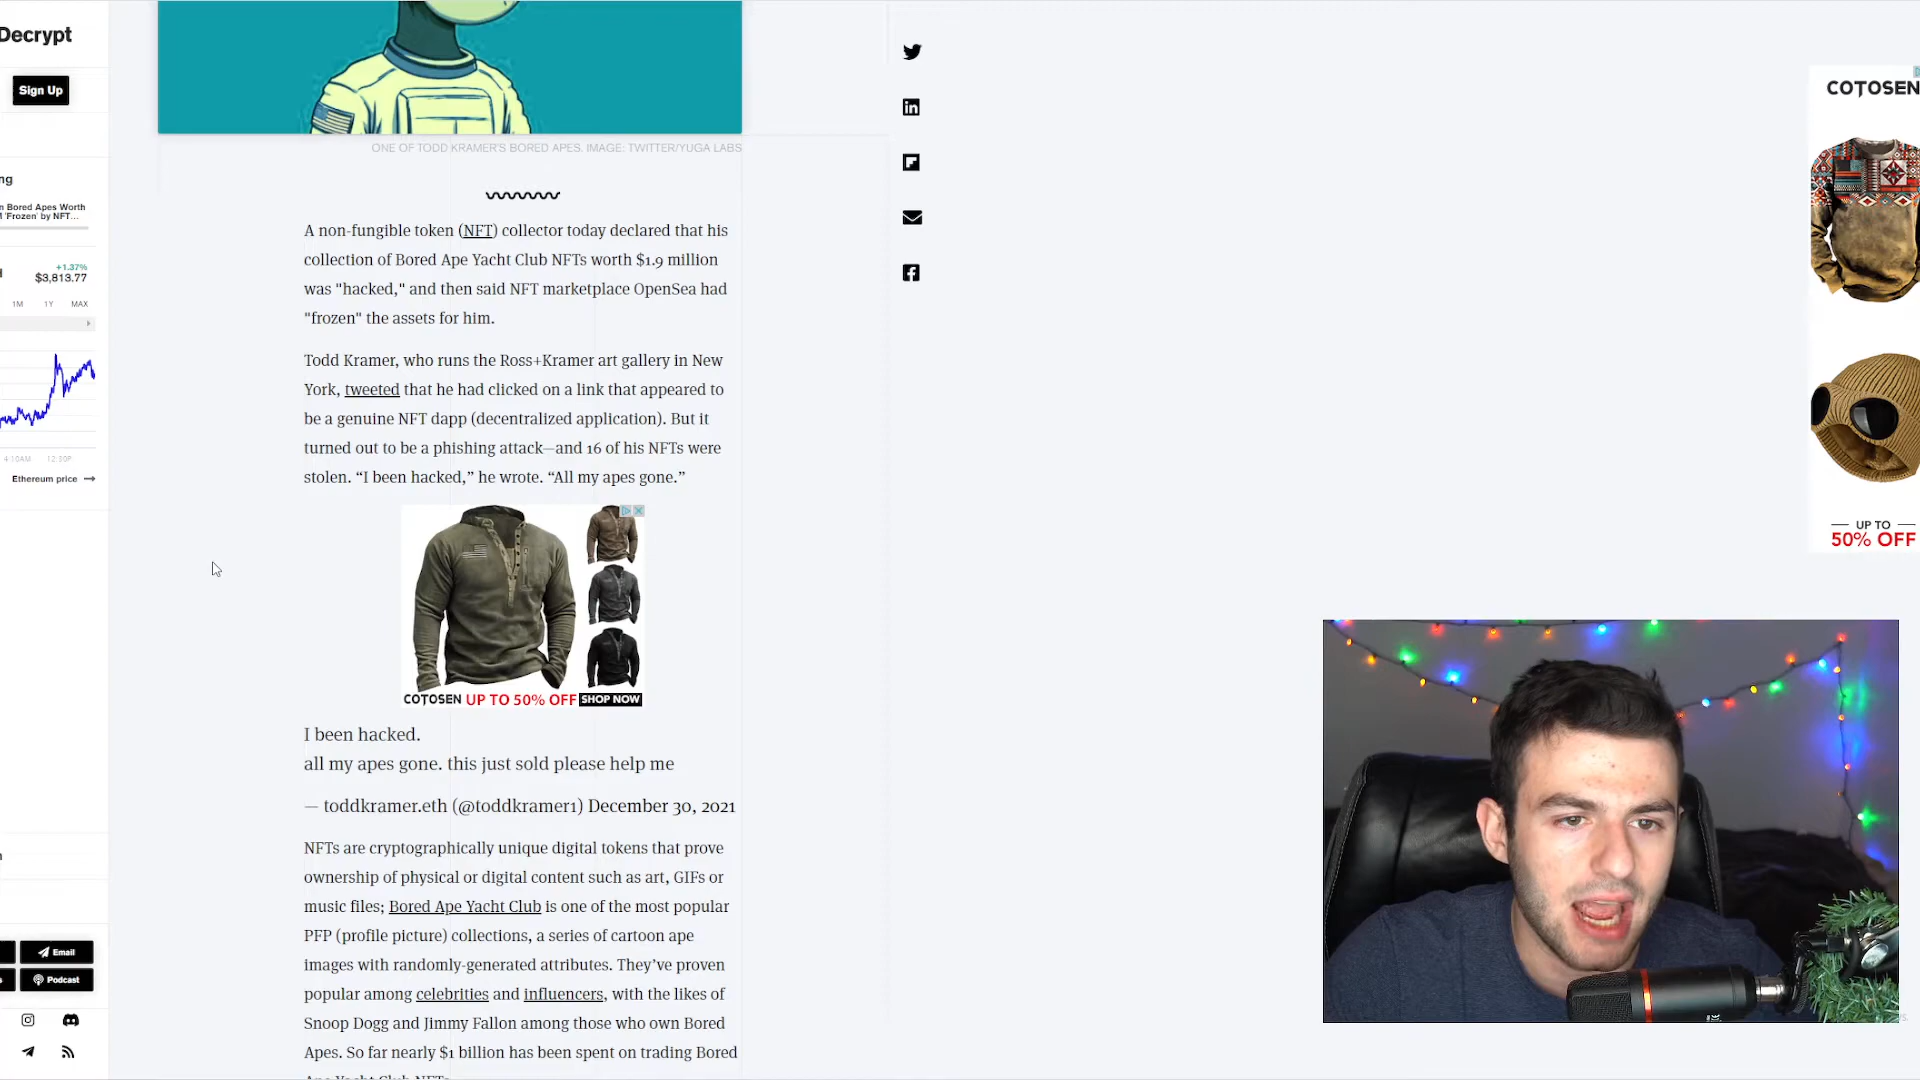 Decrypt
Sign Up
ng
n Bored Apes Worth
'Frozen' by NFT...
+1.37%
$3,813.77
1M 1Y MAX
4:10AM 12:30P
Ethereum price
Email
Podcast
ONE OF TODD KRAMER'S BORED APES. IMAGE: TWITTER/YUGA LABS
A non-fungible token (NFT) collector today declared that his
collection of Bored Ape Yacht Club NFTs worth $1.9 million
was "hacked," and then said NFT marketplace OpenSea had
"frozen" the assets for him.
Todd Kramer, who runs the Ross+Kramer art gallery in New
York, tweeted that he had clicked on a link that appeared to
be a genuine NFT dapp (decentralized application). But it
turned out to be a phishing attack—and 16 of his NFTs were
stolen. “I been hacked,” he wrote. “All my apes gone.”
COTOSEN UP TO 50% OFF SHOP NOW
I been hacked.
all my apes gone. this just sold please help me
— toddkramer.eth (@toddkramer1) December 30, 2021
NFTs are cryptographically unique digital tokens that prove
ownership of physical or digital content such as art, GIFs or
music files; Bored Ape Yacht Club is one of the most popular
PFP (profile picture) collections, a series of cartoon ape
images with randomly-generated attributes. They’ve proven
popular among celebrities and influencers, with the likes of
Snoop Dogg and Jimmy Fallon among those who own Bored
Apes. So far nearly $1 billion has been spent on trading Bored
Ape Yacht Club NFTs
COTOSEN
UP TO
50% OFF